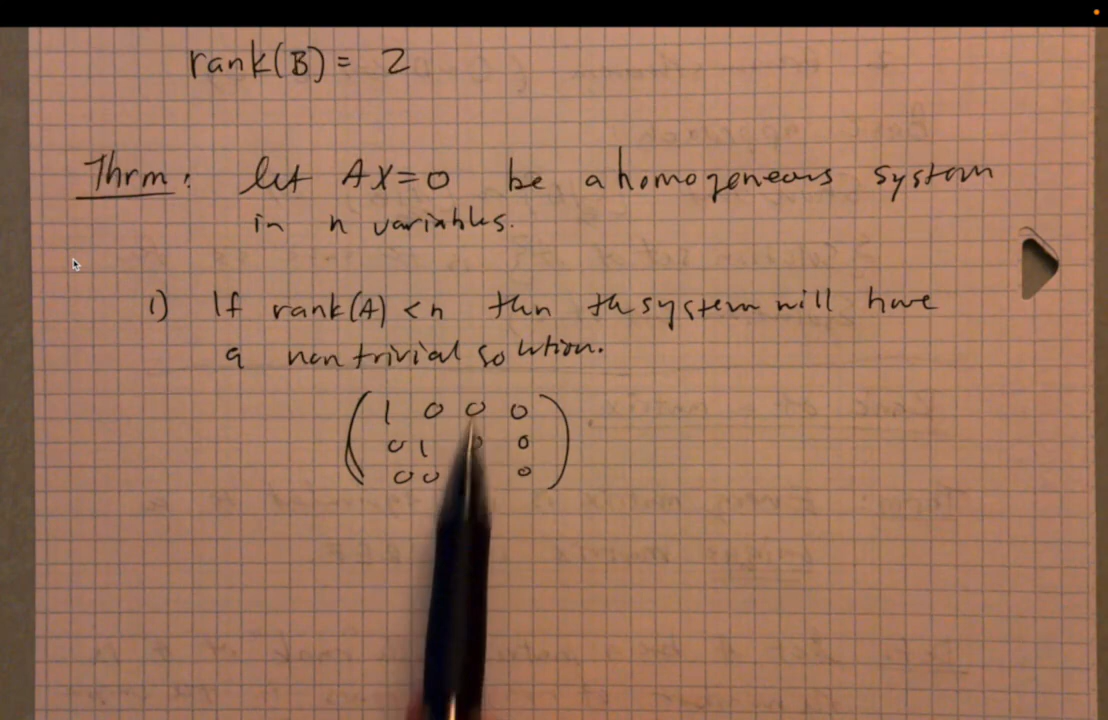 rank(B) = 2
Thrm: let AX=0 be a homogeneous system
in n variables.
1) If rank(A) < n then the system will have
a nontrivial solution.
1 0 0 0
0 1 0 0
0 0 0